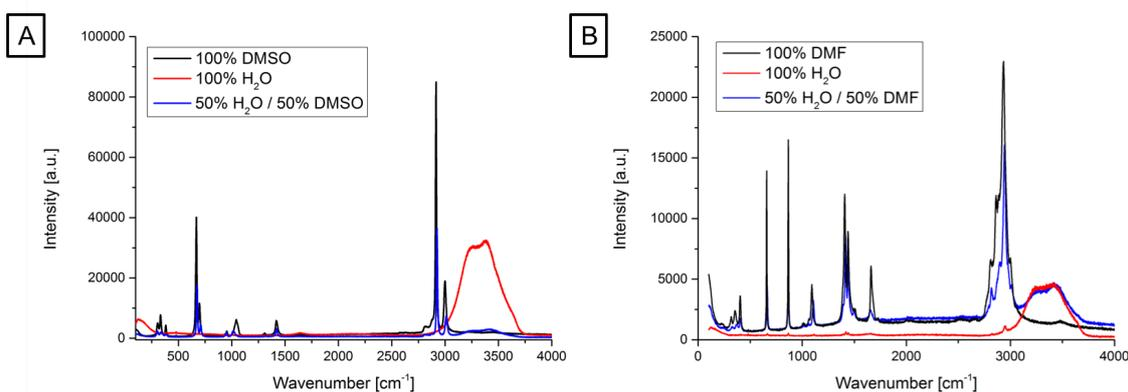 A
100000
80000
60000
40000
20000
0
Intensity [a.u.]
100% DMSO
100% H₂O
50% H₂O / 50% DMSO
500 1000 1500 2000 2500 3000 3500 4000
Wavenumber [cm⁻¹]
B
25000
20000
15000
10000
5000
0
Intensity [a.u.]
100% DMF
100% H₂O
50% H₂O / 50% DMF
0 1000 2000 3000 4000
Wavenumber [cm⁻¹]